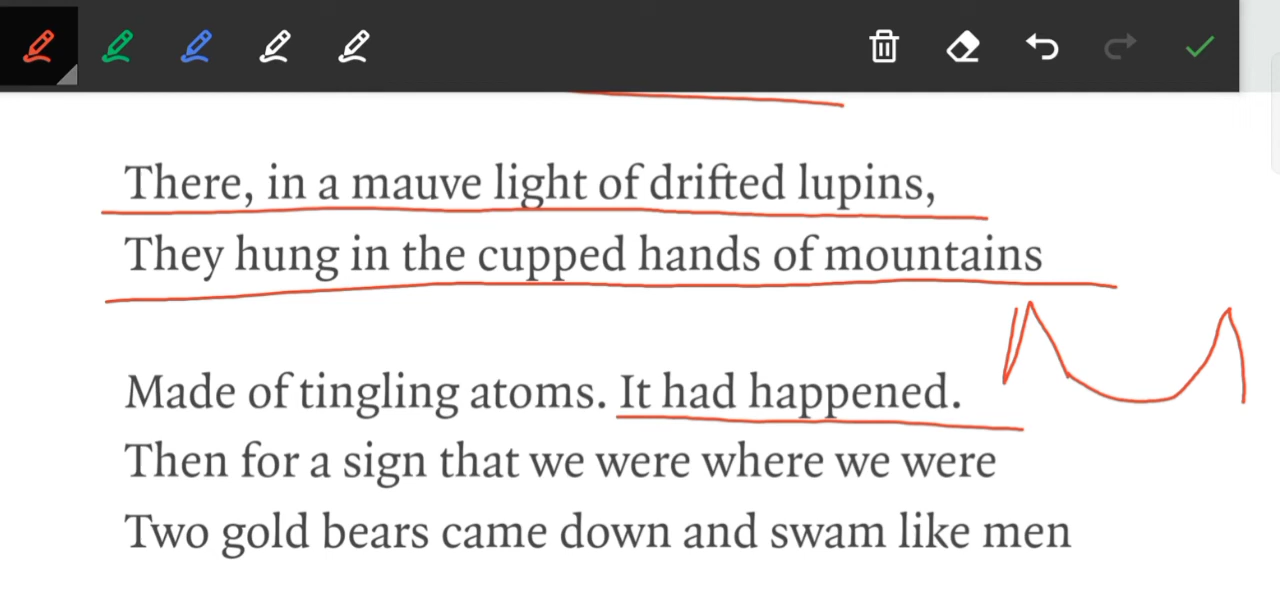 There, in a mauve light of drifted lupins,
They hung in the cupped hands of mountains
Made of tingling atoms. It had happened.
Then for a sign that we were where we were
Two gold bears came down and swam like men